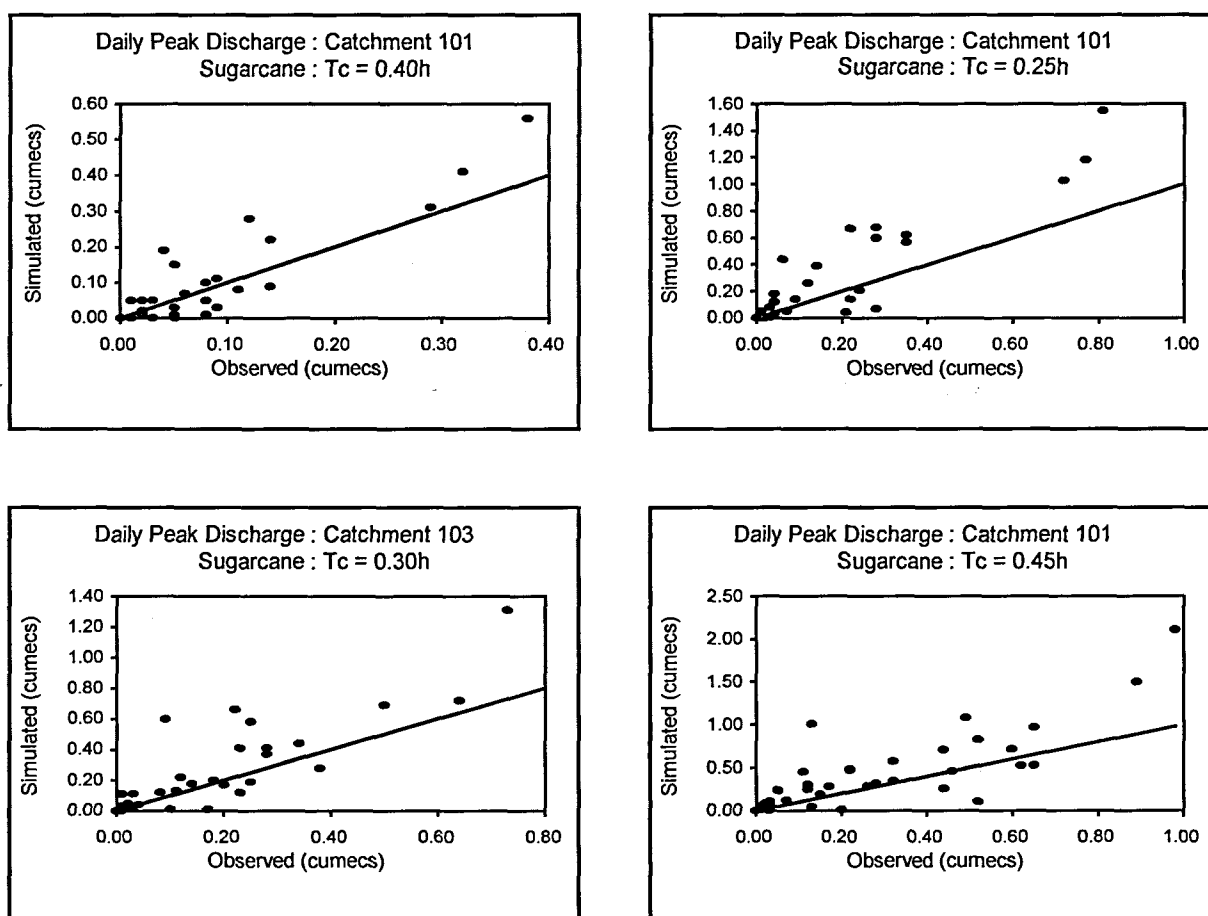 Daily Peak Discharge : Catchment 101
Sugarcane : Tc = 0.40h
0.60
0.50
0.40
0.30
0.20
0.10
0.00
Simulated (cumecs)
0.00 0.10 0.20 0.30 0.40
Observed (cumecs)
Daily Peak Discharge : Catchment 101
Sugarcane : Tc = 0.25h
1.60
1.40
1.20
1.00
0.80
0.60
0.40
0.20
0.00
Simulated (cumecs)
0.00 0.20 0.40 0.60 0.80 1.00
Observed (cumecs)
Daily Peak Discharge : Catchment 103
Sugarcane : Tc = 0.30h
1.40
1.20
1.00
0.80
0.60
0.40
0.20
0.00
Simulated (cumecs)
0.00 0.20 0.40 0.60 0.80
Observed (cumecs)
Daily Peak Discharge : Catchment 101
Sugarcane : Tc = 0.45h
2.50
2.00
1.50
1.00
0.50
0.00
Simulated (cumecs)
0.00 0.20 0.40 0.60 0.80 1.00
Observed (cumecs)